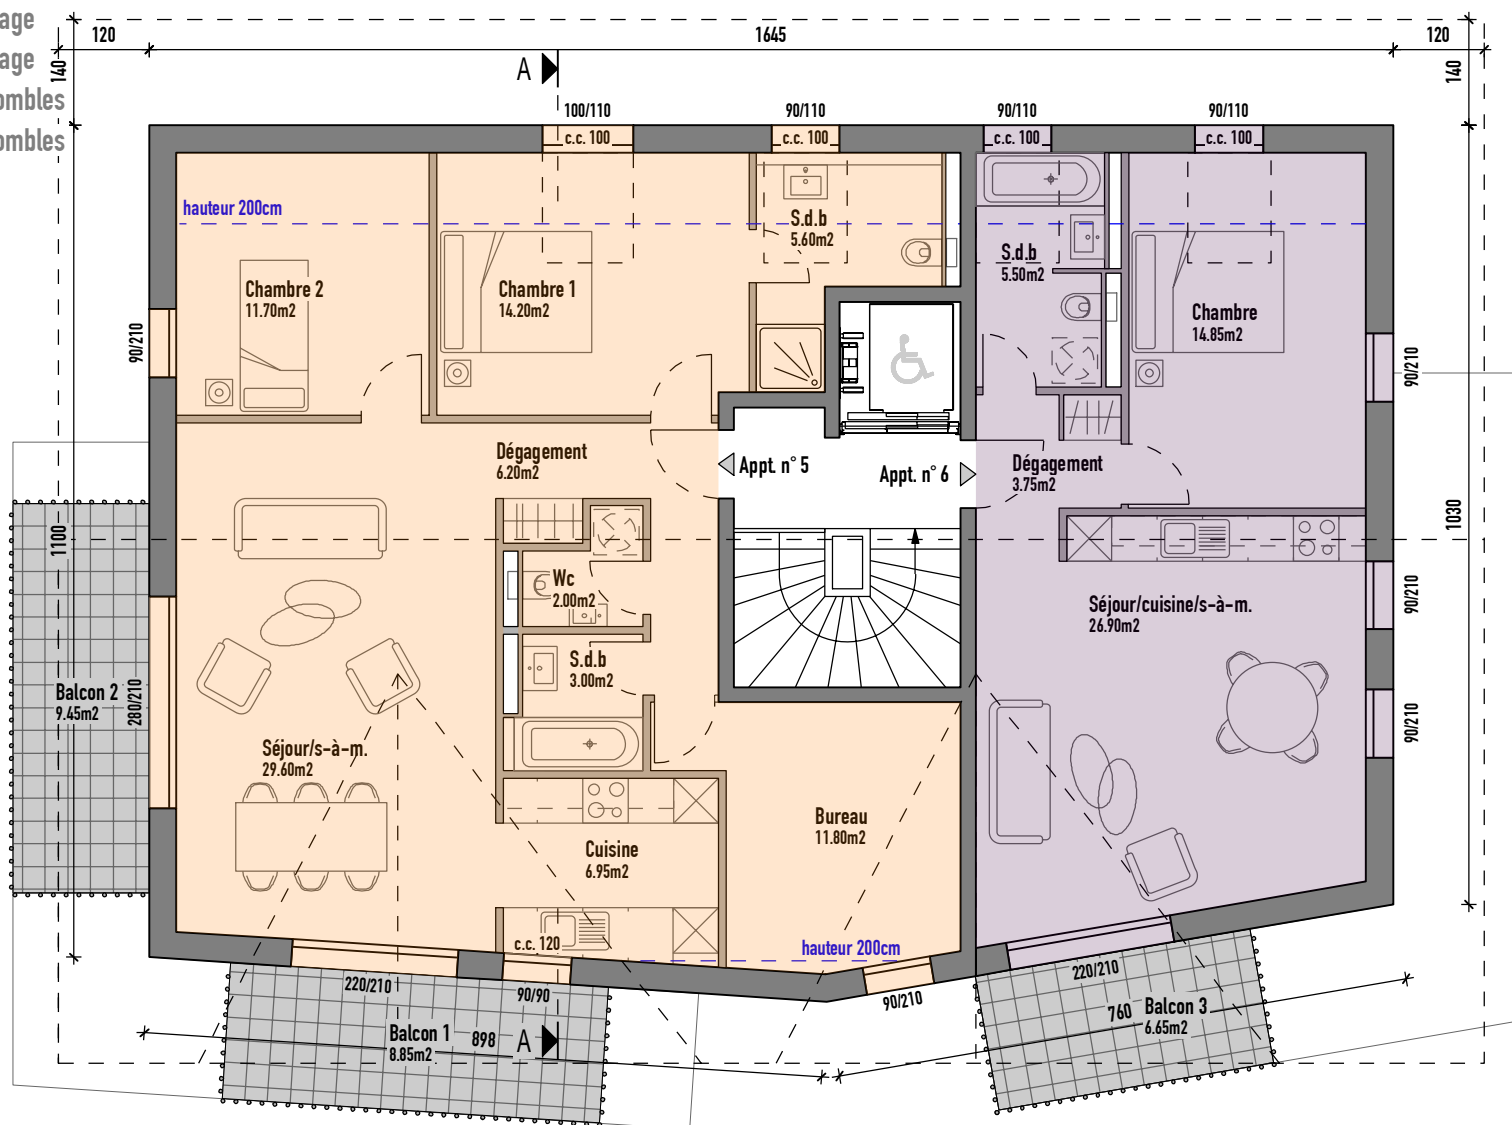 age
age
ombles
ombles
120
1645
120
140
140
A
100/110
90/110
90/110
90/110
c.c. 100
c.c. 100
c.c. 100
c.c. 100
hauteur 200cm
S.d.b
5.60m2
S.d.b
5.50m2
Chambre 2
11.70m2
Chambre 1
14.20m2
Chambre
14.85m2
90/210
90/210
Dégagement
6.20m2
Appt. n° 5
Appt. n° 6
Dégagement
3.75m2
1100
1030
Wc
2.00m2
90/210
Séjour/cuisine/s-à-m.
26.90m2
S.d.b
3.00m2
Balcon 2
9.45m2
280/210
90/210
Séjour/s-à-m.
29.60m2
Bureau
11.80m2
Cuisine
6.95m2
c.c. 120
hauteur 200cm
220/210
90/90
90/210
220/210
Balcon 1
8.85m2
898
A
760
Balcon 3
6.65m2